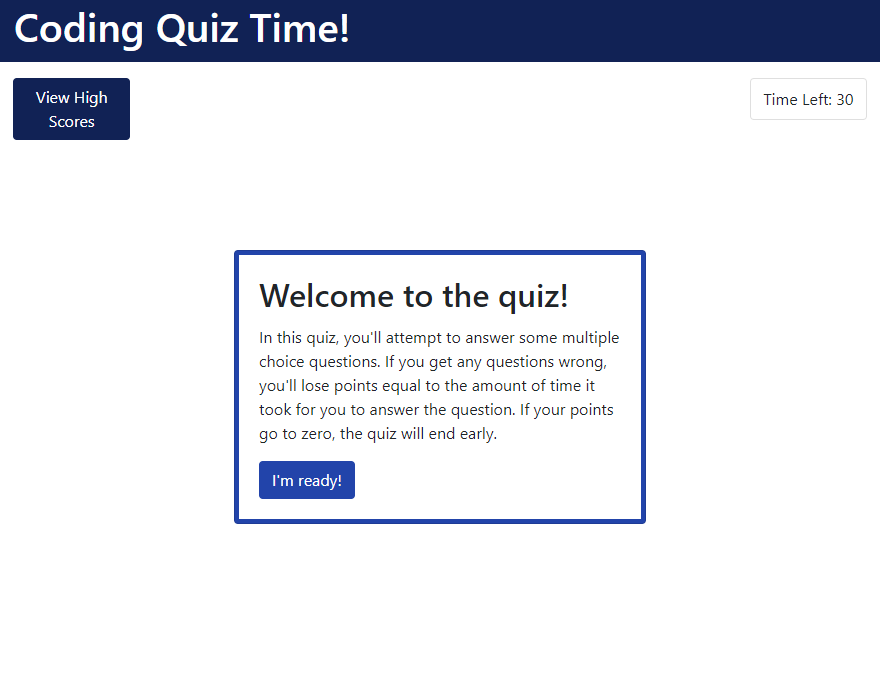 Coding Quiz Time!
View High
Scores
Time Left: 30
Welcome to the quiz!
In this quiz, you'll attempt to answer some multiple
choice questions. If you get any questions wrong,
you'll lose points equal to the amount of time it
took for you to answer the question. If your points
go to zero, the quiz will end early.
I'm ready!